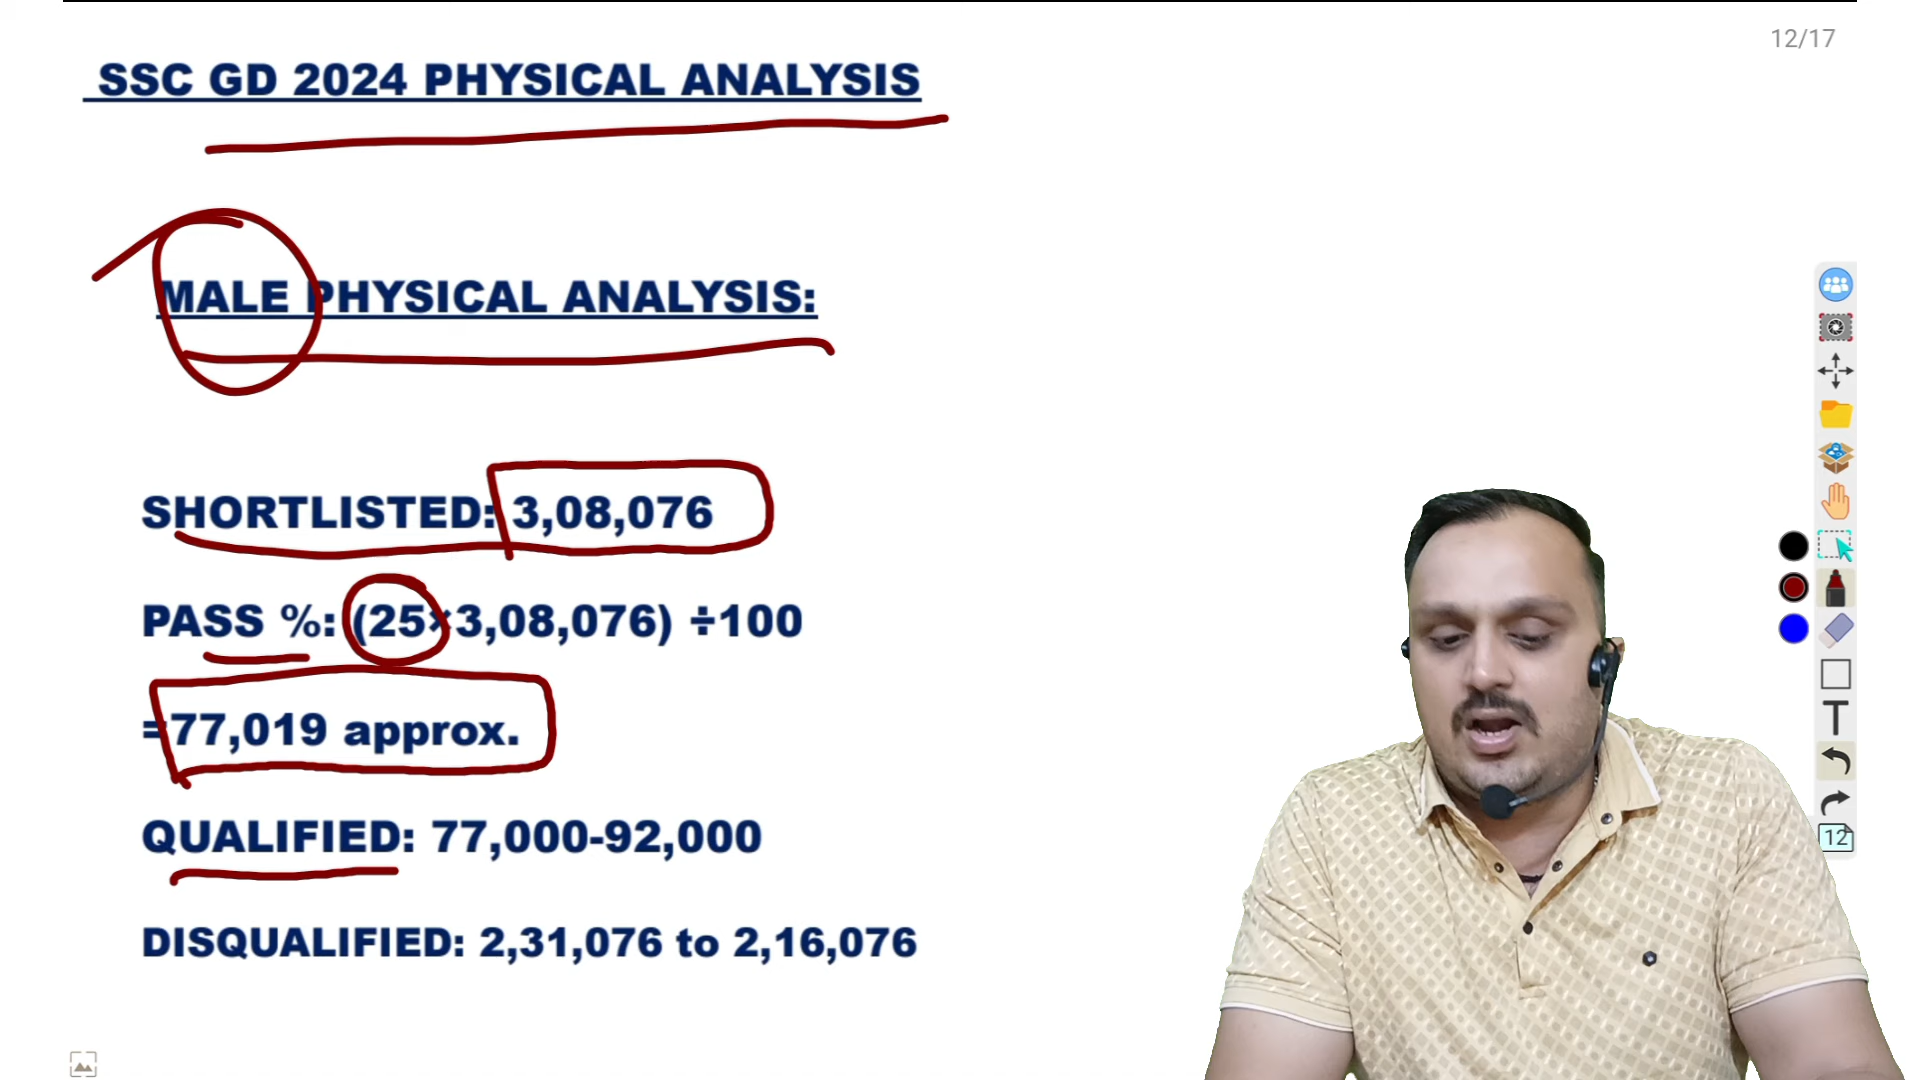 12/17
SSC GD 2024 PHYSICAL ANALYSIS
MALE PHYSICAL ANALYSIS:
SHORTLISTED: 3,08,076
PASS %: (25×3,08,076) ÷100
=77,019 approx.
QUALIFIED: 77,000-92,000
DISQUALIFIED: 2,31,076 to 2,16,076
T
12